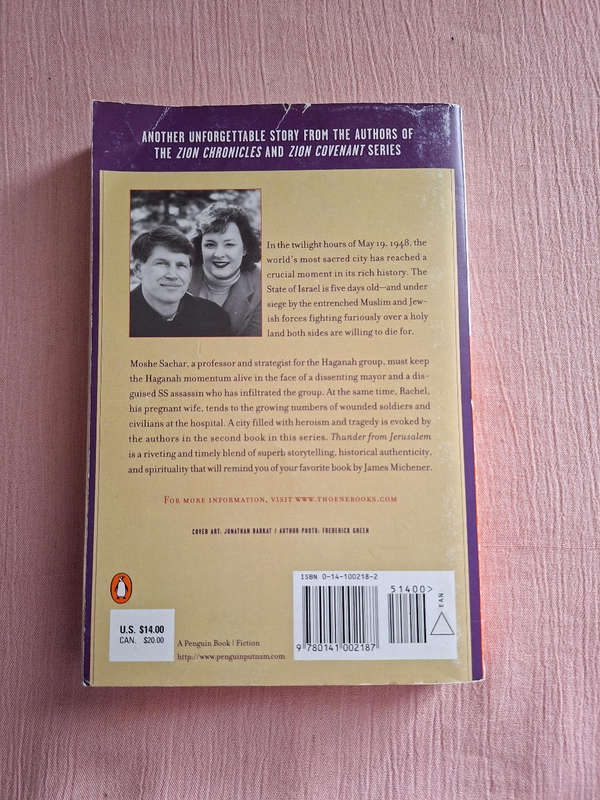 ANOTHER UNFORGETTABLE STORY FROM THE AUTHORS OF
THE ZION CHRONICLES AND ZION COVENANT SERIES
In the twilight hours of May 19, 1948, the
world's most sacred city has reached a
crucial moment in its rich history. The
State of Israel is five days old—and under
siege by the entrenched Muslim and Jew-
ish forces fighting furiously over a holy
land both sides are willing to die for.
Moshe Sachar, a professor and strategist for the Haganah group, must keep
the Haganah momentum alive in the face of a dissenting mayor and a dis-
guised SS assassin who has infiltrated the group. At the same time, Rachel,
his pregnant wife, tends to the growing numbers of wounded soldiers and
civilians at the hospital. A city filled with heroism and tragedy is evoked by
the authors in the second book in this series. Thunder from Jerusalem
is a riveting and timely blend of superb storytelling, historical authenticity,
and spirituality that will remind you of your favorite book by James Michener.
FOR MORE INFORMATION, VISIT WWW.THOENEBOOKS.COM
COVER ART: JONATHAN BARKAT / AUTHOR PHOTO: FREDERICK GREEN
ISBN 0-14-100218-2
51400>
EAN
9 780141 002187
U.S. $14.00
CAN. $20.00
A Penguin Book | Fiction
http://www.penguinputnam.com